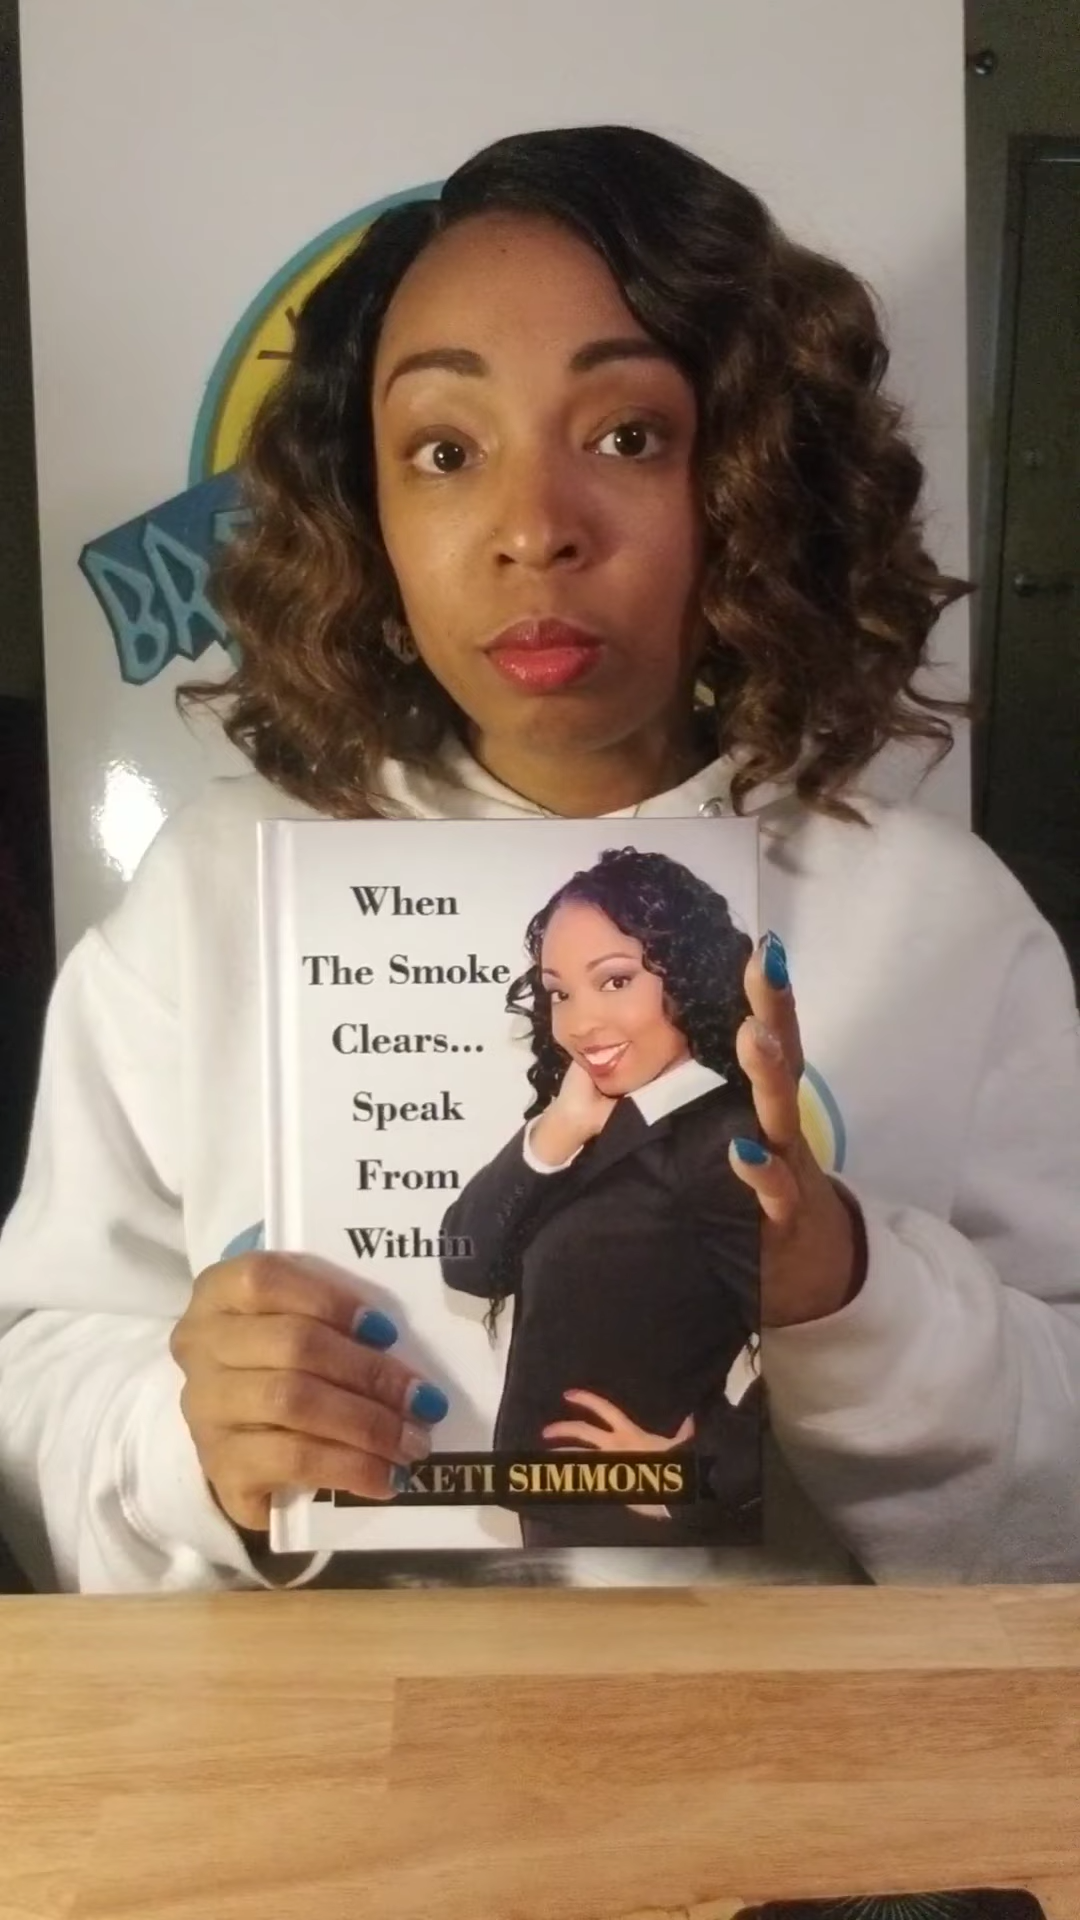 When
The Smoke
Clears...
Speak
From
Within
KETI SIMMONS